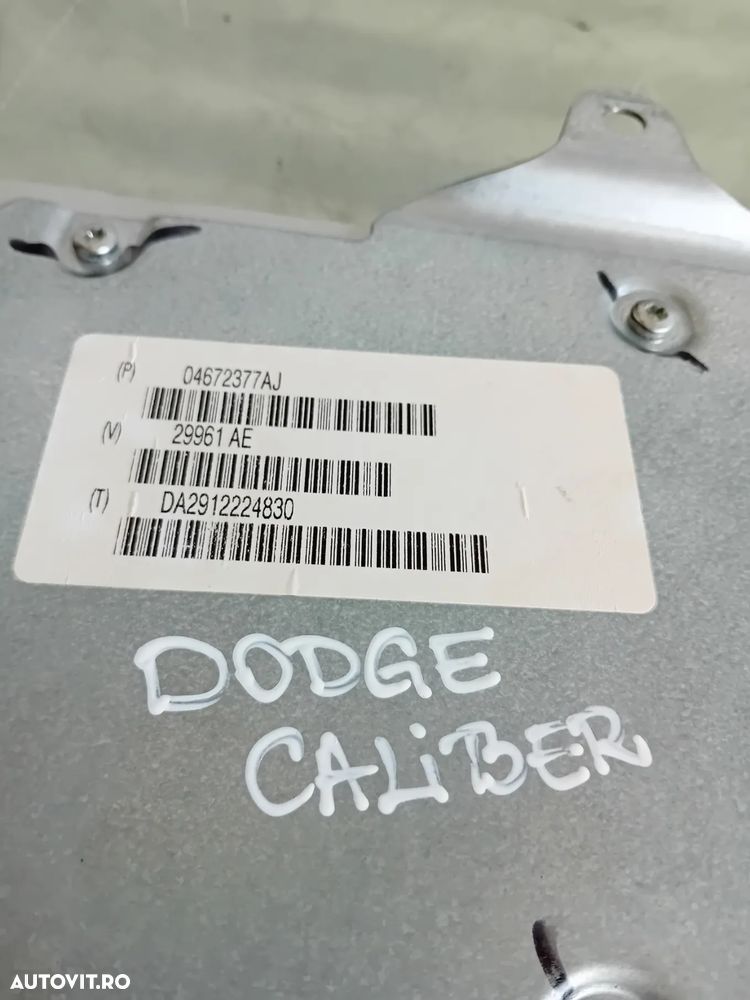 (P) 04672377AJ
(V) 29961 AE
(T) DA2912224830
DODGE
CALiBER
AUTOVIT.RO